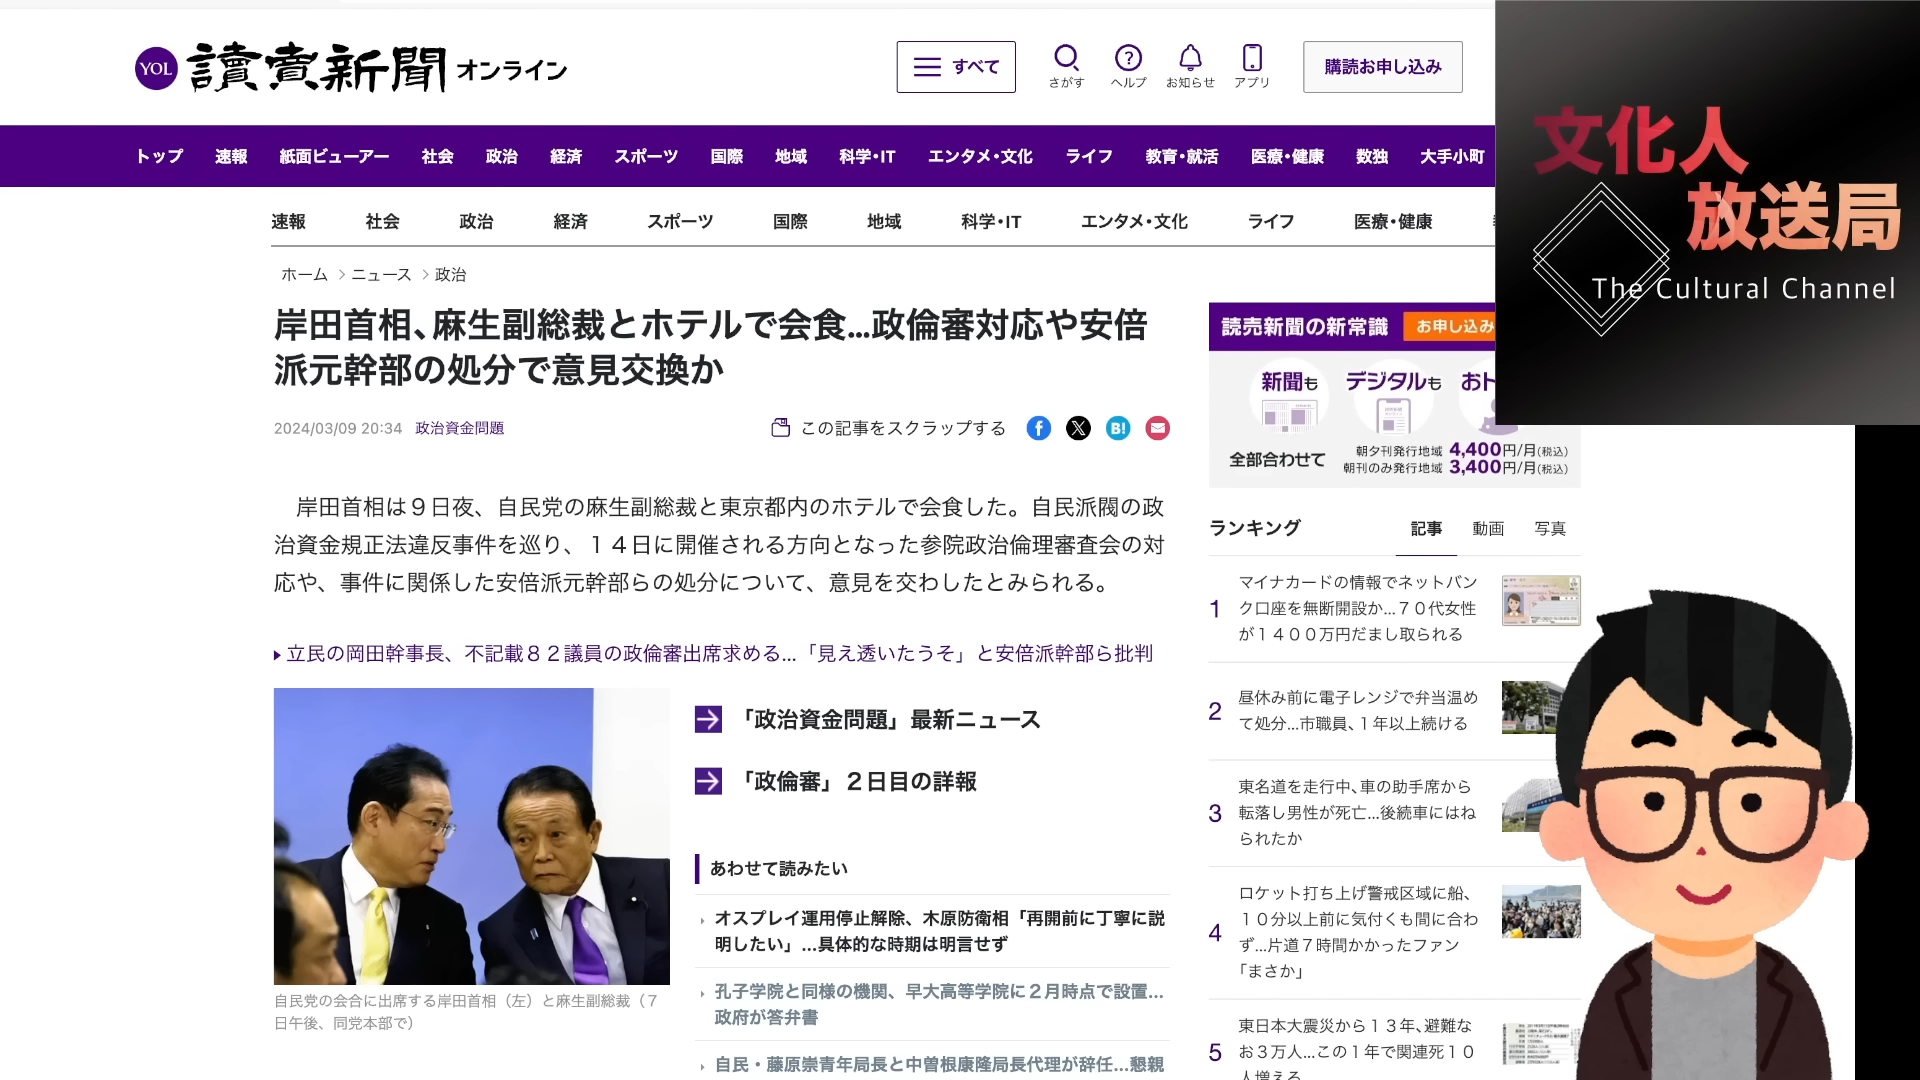 YOL 讀賣新聞 オンライン
すべて
さがす
ヘルプ
お知らせ
アプリ
購読お申し込み
文化人
放送局
The Cultural Channel
トップ 速報 紙面ビューアー 社会 政治 経済 スポーツ 国際 地域 科学・IT エンタメ・文化 ライフ 教育・就活 医療・健康 数独 大手小町
速報 社会 政治 経済 スポーツ 国際 地域 科学・IT エンタメ・文化 ライフ 医療・健康
ホーム > ニュース > 政治
岸田首相、麻生副総裁とホテルで会食…政倫審対応や安倍
派元幹部の処分で意見交換か
2024/03/09 20:34 政治資金問題
この記事をスクラップする
B!
岸田首相は９日夜、自民党の麻生副総裁と東京都内のホテルで会食した。自民派閥の政
治資金規正法違反事件を巡り、１４日に開催される方向となった参院政治倫理審査会の対
応や、事件に関係した安倍派元幹部らの処分について、意見を交わしたとみられる。
立民の岡田幹事長、不記載８２議員の政倫審出席求める…「見え透いたうそ」と安倍派幹部ら批判
「政治資金問題」最新ニュース
「政倫審」２日目の詳報
あわせて読みたい
オスプレイ運用停止解除、木原防衛相「再開前に丁寧に説
明したい」…具体的な時期は明言せず
孔子学院と同様の機関、早大高等学院に２月時点で設置…
政府が答弁書
自民・藤原崇青年局長と中曽根康隆局長代理が辞任…懇親
自民党の会合に出席する岸田首相（左）と麻生副総裁（７
日午後、同党本部で）
読売新聞の新常識 お申し込み
新聞も デジタルも おト
全部合わせて
朝夕刊発行地域 4,400円/月(税込)
朝刊のみ発行地域 3,400円/月(税込)
ランキング 記事 動画 写真
1
マイナカードの情報でネットバン
ク口座を無断開設か…７０代女性
が１４００万円だまし取られる
2
昼休み前に電子レンジで弁当温め
て処分…市職員、１年以上続ける
3
東名道を走行中、車の助手席から
転落し男性が死亡…後続車にはね
られたか
4
ロケット打ち上げ警戒区域に船、
１０分以上前に気付くも間に合わ
ず…片道７時間かかったファン
「まさか」
5
東日本大震災から１３年、避難な
お３万人…この１年で関連死１０
人増える